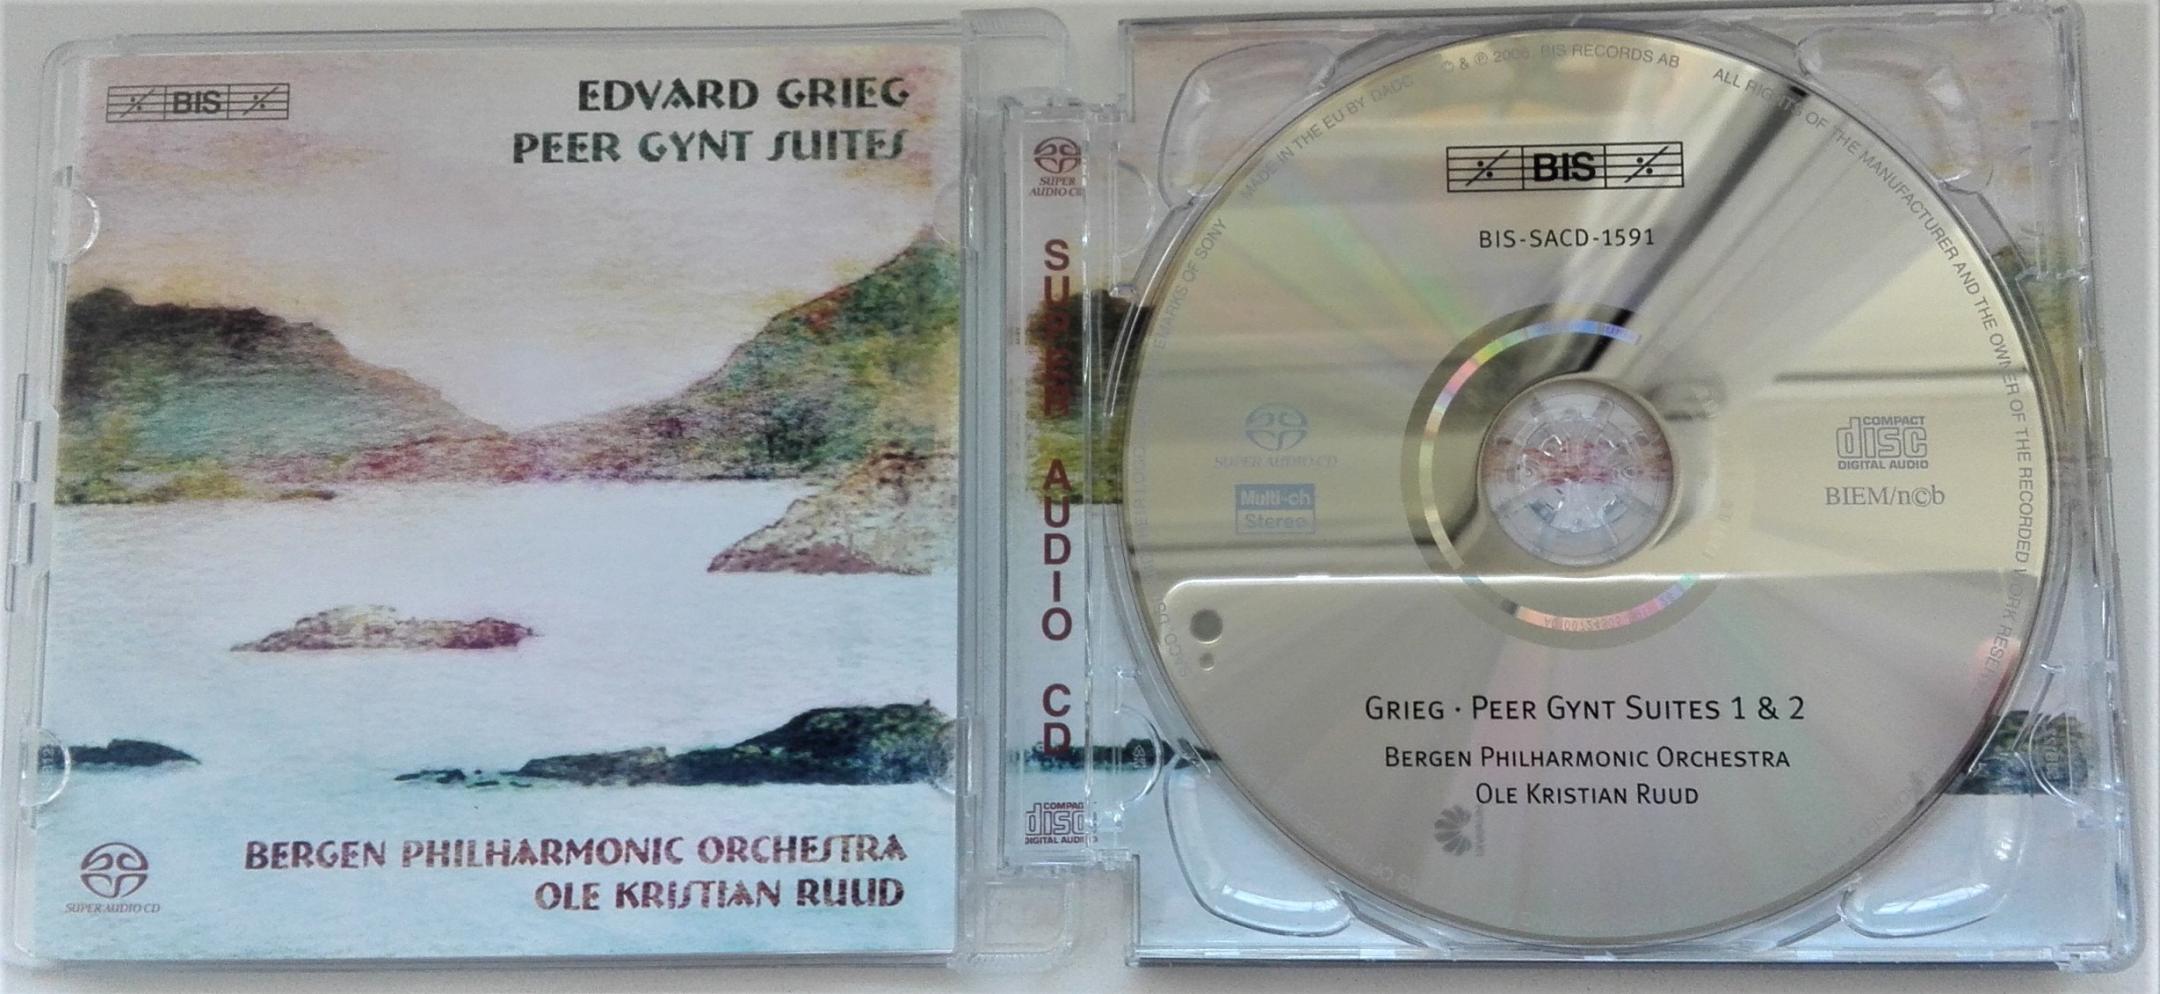 BIS
EDVARD GRIEG
PEER GYNT SUITES
SUPER AUDIO CD
BERGEN PHILHARMONIC ORCHESTRA
OLE KRISTIAN RUUD
SUPER
AUDIO CD
SUPER AUDIO CD
COMPACT
disc
DIGITAL AUDIO
MADE IN THE EU BY DADC
© & ℗ 2006, BIS RECORDS AB
ALL RIGHTS OF THE MANUFACTURER AND THE OWNER OF THE RECORDED WORK
BIS
BIS-SACD-1591
SUPER AUDIO CD
Multi-ch
Stereo
COMPACT
disc
DIGITAL AUDIO
BIEM/n©b
GRIEG · PEER GYNT SUITES 1 & 2
BERGEN PHILHARMONIC ORCHESTRA
OLE KRISTIAN RUUD